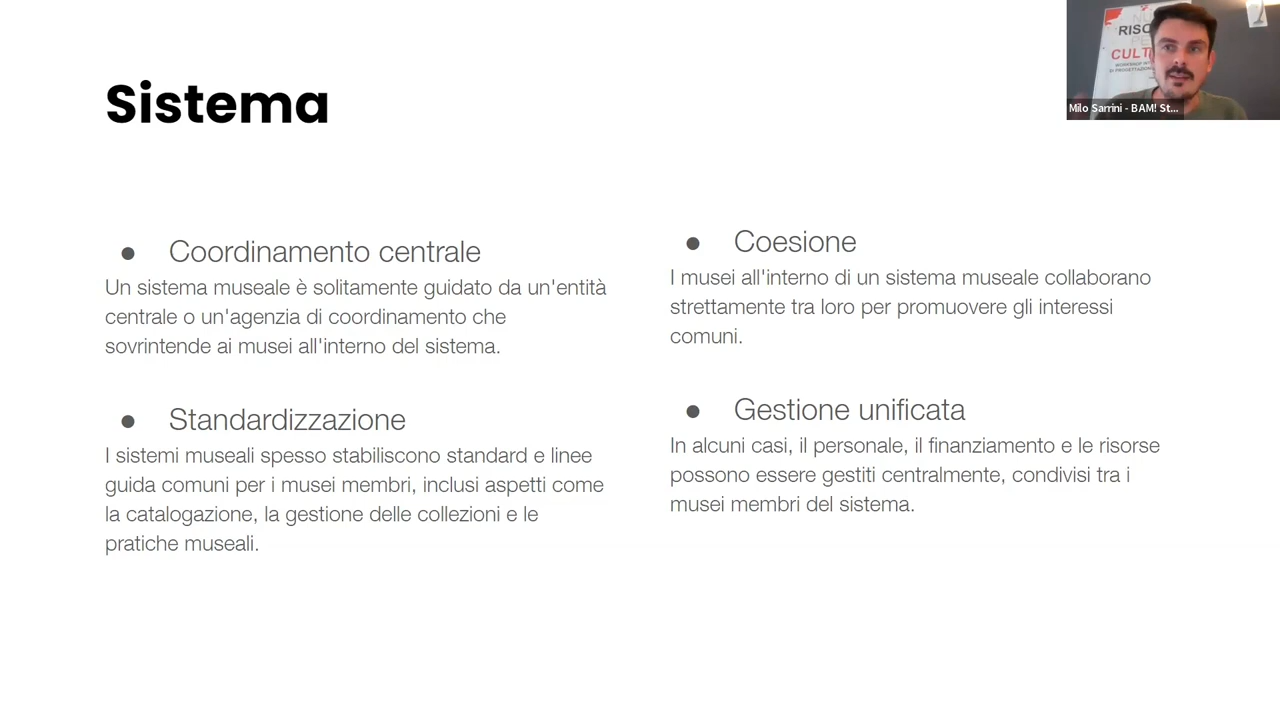 Sistema
● Coordinamento centrale
Un sistema museale è solitamente guidato da un'entità
centrale o un'agenzia di coordinamento che
sovrintende ai musei all'interno del sistema.
● Standardizzazione
I sistemi museali spesso stabiliscono standard e linee
guida comuni per i musei membri, inclusi aspetti come
la catalogazione, la gestione delle collezioni e le
pratiche museali.
● Coesione
I musei all'interno di un sistema museale collaborano
strettamente tra loro per promuovere gli interessi
comuni.
● Gestione unificata
In alcuni casi, il personale, il finanziamento e le risorse
possono essere gestiti centralmente, condivisi tra i
musei membri del sistema.
RISO
CULT
Milo Sarrini - BAM! St...